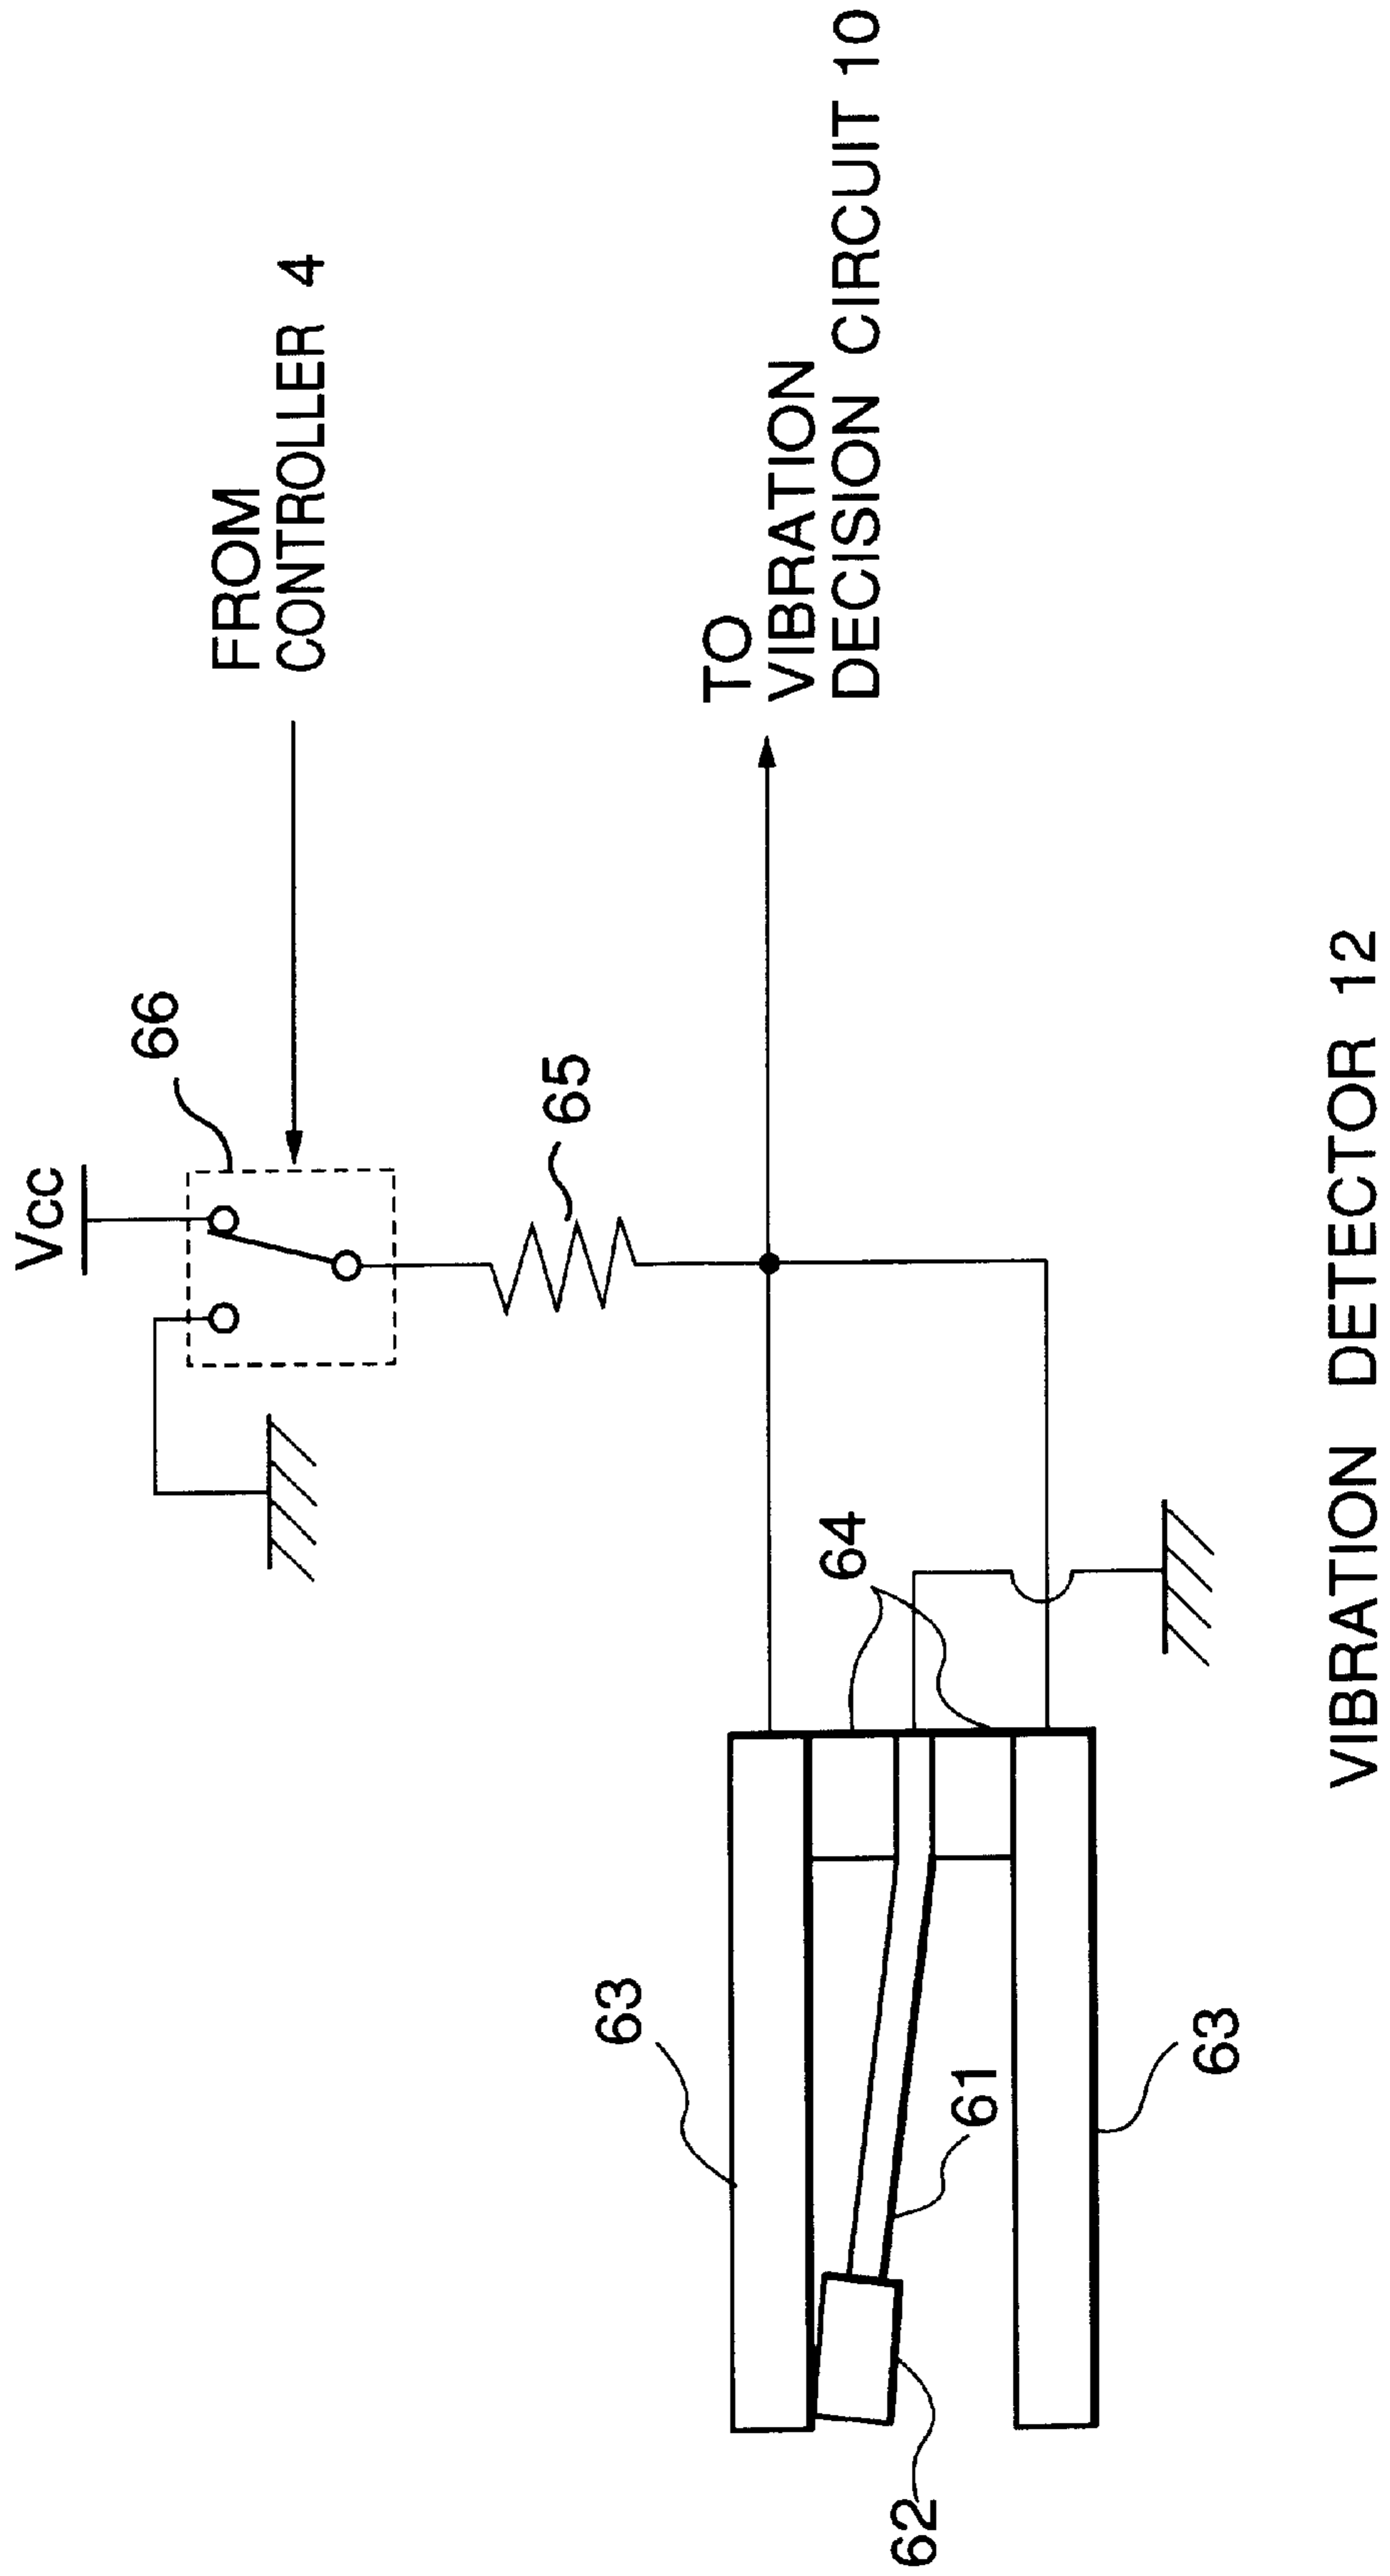 Vcc
66
FROM
CONTROLLER 4
65
TO
VIBRATION
DECISION CIRCUIT 10
64
63
61
62
63
VIBRATION DETECTOR 12